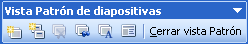 Vista Patrón de diapositivas
Cerrar vista Patrón